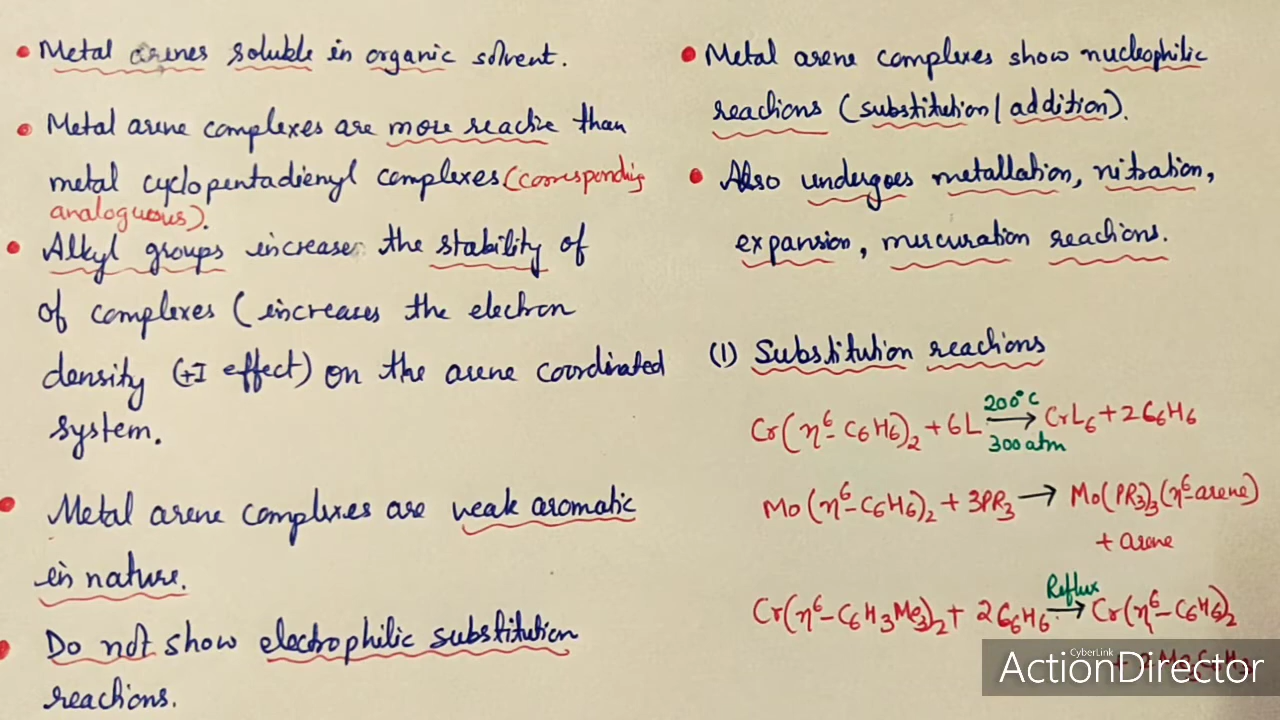 Metal arenes soluble in organic solvent.
Metal arene complexes are more reactive than
metal cyclopentadienyl complexes (corresponding
analoguous).
Alkyl groups increase the stability of
of complexes (increases the electron
density (+I effect) on the arene coordinated
system.
Metal arene complexes are weak aromatic
in nature.
Do not show electrophilic substitution
reactions.
Metal arene complexes show nucleophilic
reactions (substitution/addition).
Also undergoes metallation, nitration,
expansion, murcuration reactions.
(1) Substitution reactions
Cr(η⁶-C6H6)₂ + 6L 200°C 300 atm → CrL₆ + 2C6H6
Mo(η⁶-C6H6)₂ + 3PR₃ → Mo(PR₃)₃(η⁶-arene)
+ arene
Cr(η⁶-C6H3Me₃)₂ + 2C6H6 Reflux → Cr(η⁶-C6H6)₂
CyberLink
ActionDirector